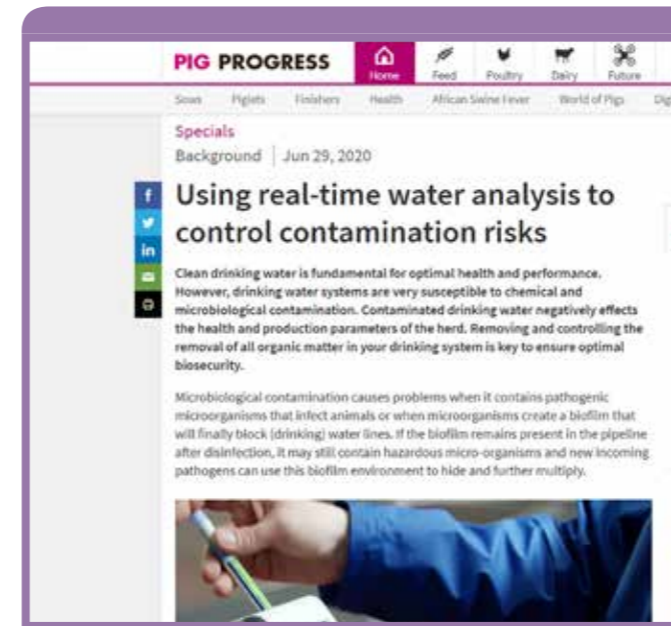 PIG PROGRESS
Home
Feed
Poultry
Dairy
Future
Sows
Piglets
Finishers
Health
African Swine Fever
World of Pigs
Specials
Background | Jun 29, 2020
Using real-time water analysis to
control contamination risks
Clean drinking water is fundamental for optimal health and performance.
However, drinking water systems are very susceptible to chemical and
microbiological contamination. Contaminated drinking water negatively effects
the health and production parameters of the herd. Removing and controlling the
removal of all organic matter in your drinking system is key to ensure optimal
biosecurity.
Microbiological contamination causes problems when it contains pathogenic
microorganisms that infect animals or when microorganisms create a biofilm that
will finally block (drinking) water lines. If the biofilm remains present in the pipeline
after disinfection, it may still contain hazardous micro-organisms and new incoming
pathogens can use this biofilm environment to hide and further multiply.